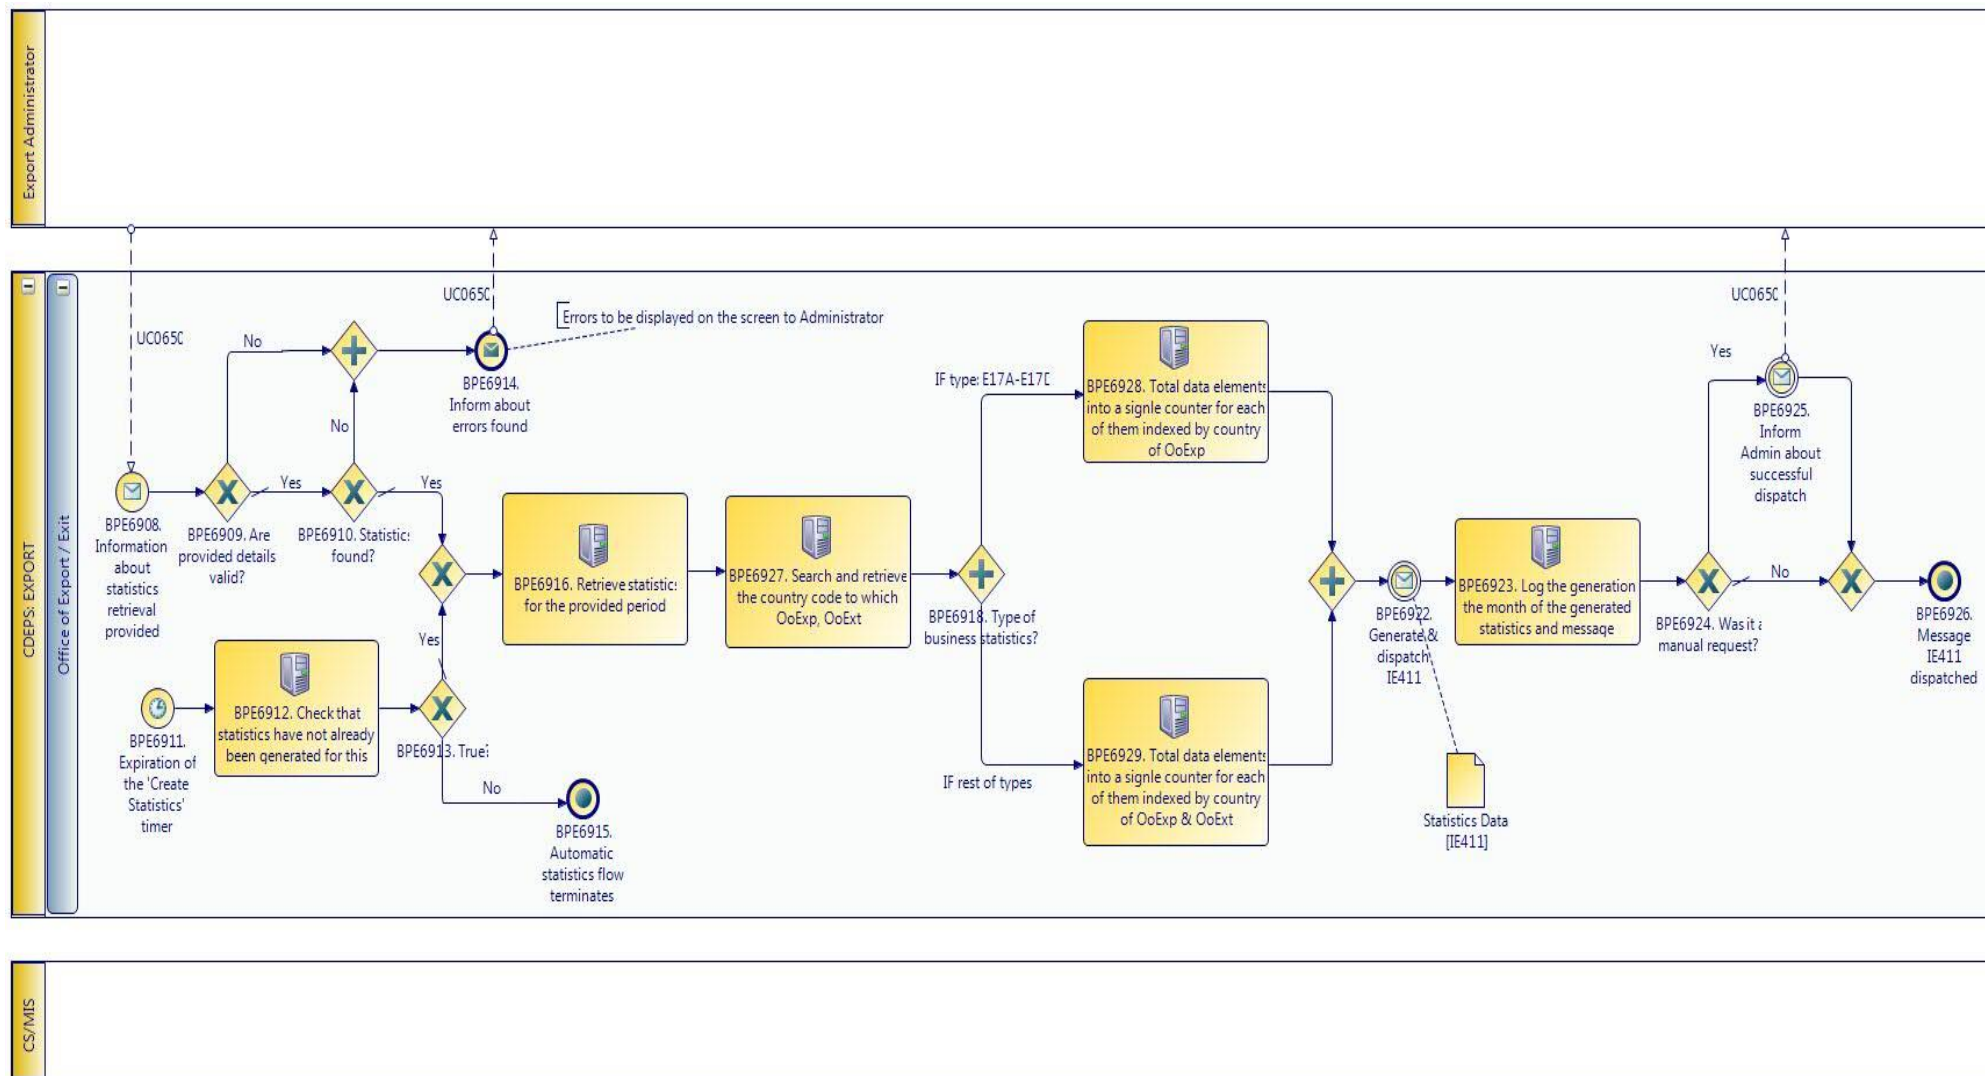 Export Administrator
CDEPS: EXPORT
Office of Export / Exit
UC065C
UC065C
UC065C
Errors to be displayed on the screen to Administrator
No
BPE6914.
Inform about
errors found
No
Yes
Yes
BPE6908.
Information
about
statistics
retrieval
provided
BPE6909. Are
provided details
valid?
BPE6910. Statistics
found?
BPE6916. Retrieve statistics
for the provided period
BPE6927. Search and retrieve
the country code to which
OoExp, OoExt
BPE6918. Type of
business statistics?
IF type: E17A-E17D
BPE6928. Total data elements
into a signle counter for each
of them indexed by country
of OoExp
IF rest of types
BPE6929. Total data elements
into a signle counter for each
of them indexed by country
of OoExp & OoExt
BPE6911.
Expiration of
the 'Create
Statistics'
timer
BPE6912. Check that
statistics have not already
been generated for this
Yes
BPE6913. True?
No
BPE6915.
Automatic
statistics flow
terminates
BPE6922.
Generate &
dispatch
IE411
Statistics Data
[IE411]
BPE6923. Log the generation
the month of the generated
statistics and message
BPE6924. Was it a
manual request?
Yes
No
BPE6925.
Inform
Admin about
successful
dispatch
BPE6926.
Message
IE411
dispatched
CS/MIS